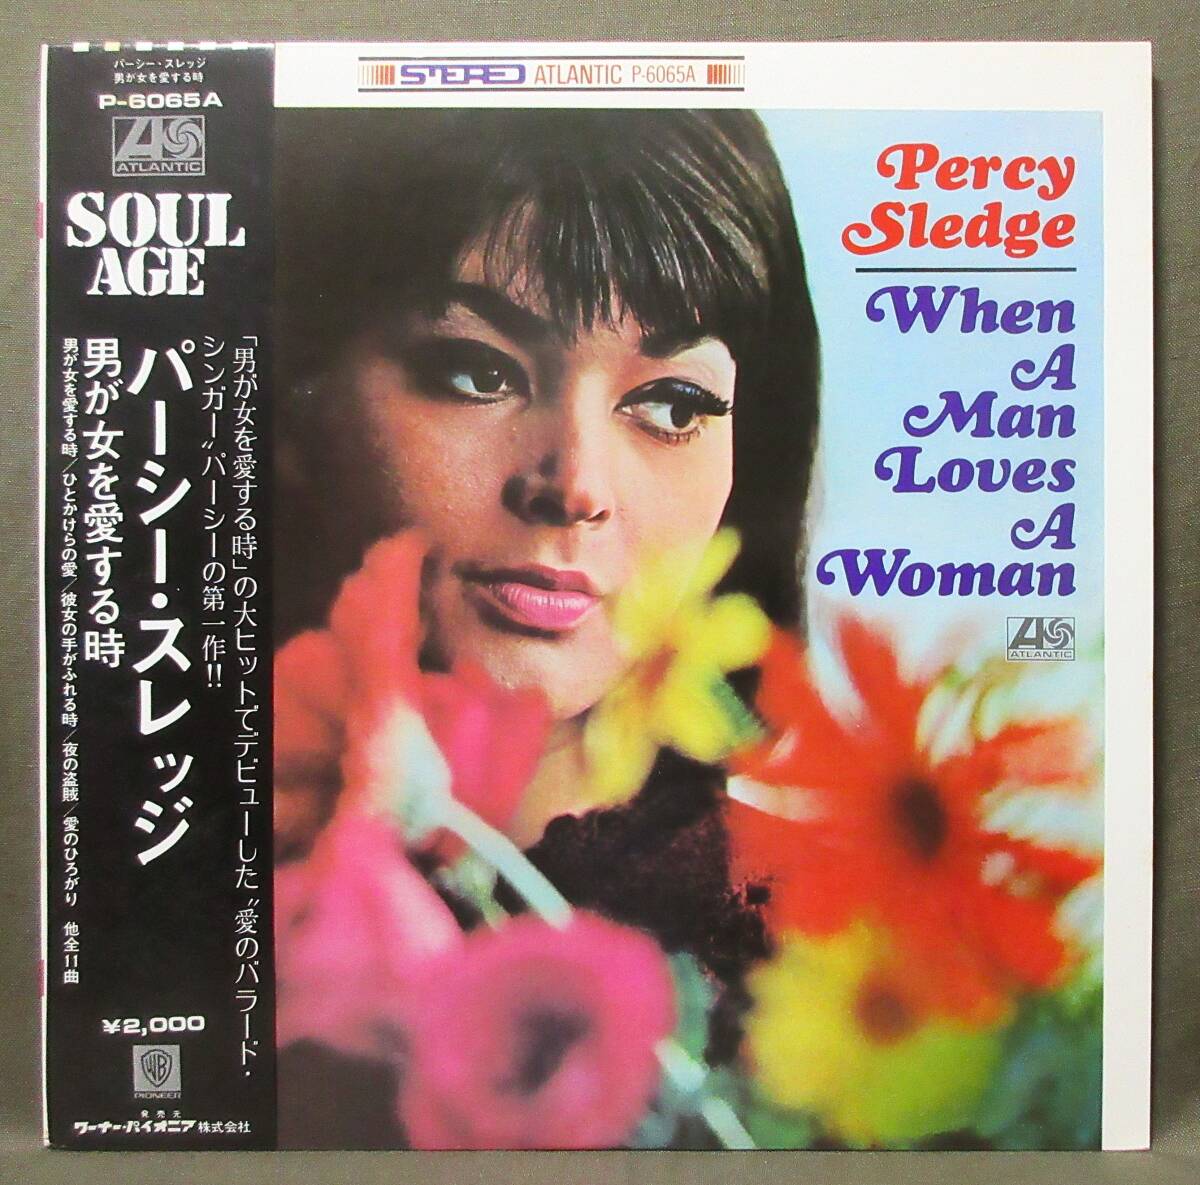 パーシー・スレッジ
男が女を愛する時
P-6065A
ATLANTIC
SOUL
AGE
「男が女を愛する時」の大ヒットでデビューした〝愛のバラード・
シンガー〟パーシーの第一作!!
パーシー・スレッジ
男が女を愛する時
男が女を愛する時/ひとかけらの愛/彼女の手がふれる時/夜の盗賊/愛のひろがり 他全11曲
¥2,000
WB
PIONEER
発売元
ワーナー・パイオニア株式会社
STEREO ATLANTIC P-6065A
Percy
Sledge
When
A
Man
Loves
A
Woman
ATLANTIC